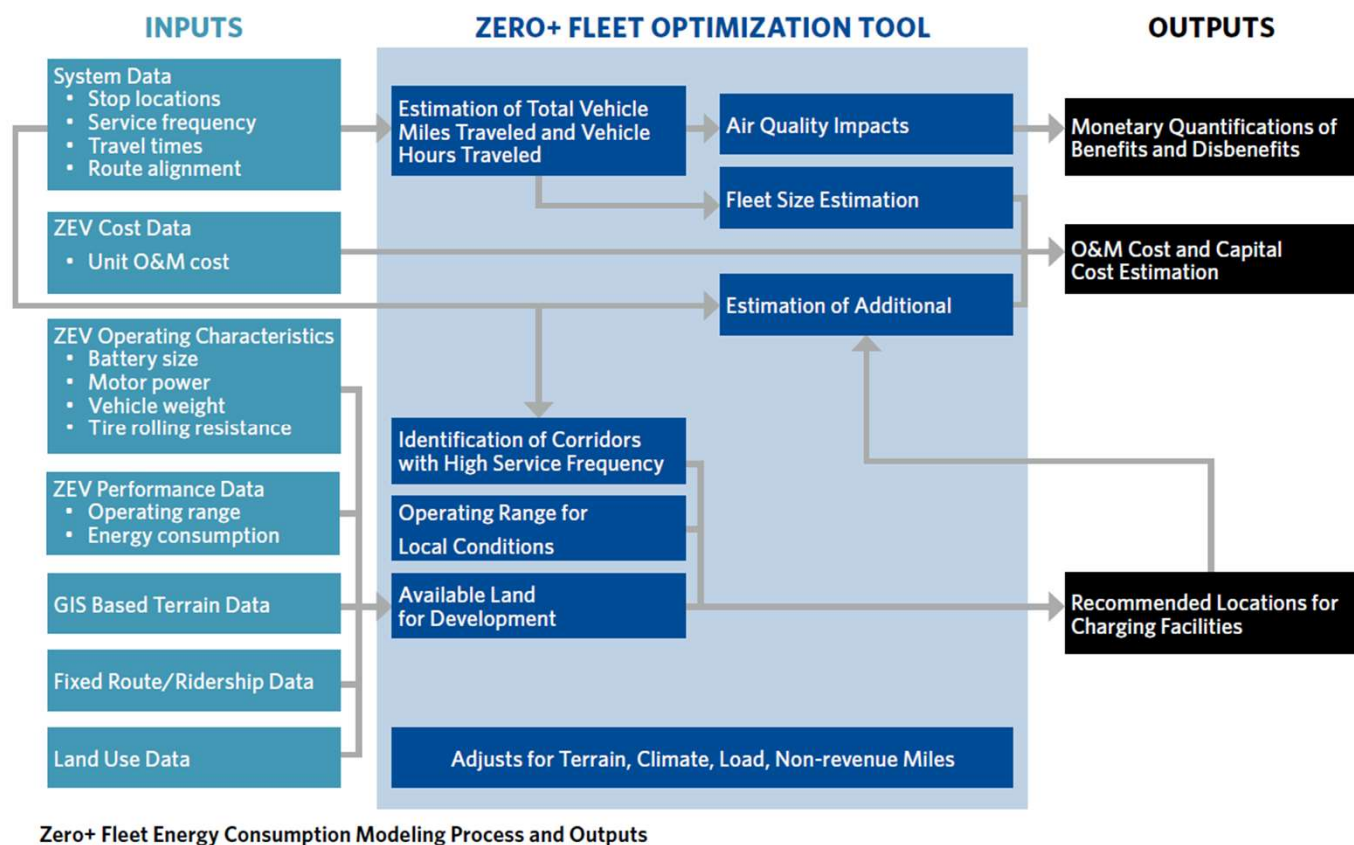 INPUTS
ZERO+ FLEET OPTIMIZATION TOOL
OUTPUTS
System Data
• Stop locations
• Service frequency
• Travel times
• Route alignment
ZEV Cost Data
• Unit O&M cost
ZEV Operating Characteristics
• Battery size
• Motor power
• Vehicle weight
• Tire rolling resistance
ZEV Performance Data
• Operating range
• Energy consumption
GIS Based Terrain Data
Fixed Route/Ridership Data
Land Use Data
Estimation of Total Vehicle
Miles Traveled and Vehicle
Hours Traveled
Air Quality Impacts
Fleet Size Estimation
Estimation of Additional
Identification of Corridors
with High Service Frequency
Operating Range for
Local Conditions
Available Land
for Development
Adjusts for Terrain, Climate, Load, Non-revenue Miles
Monetary Quantifications of
Benefits and Disbenefits
O&M Cost and Capital
Cost Estimation
Recommended Locations for
Charging Facilities
Zero+ Fleet Energy Consumption Modeling Process and Outputs